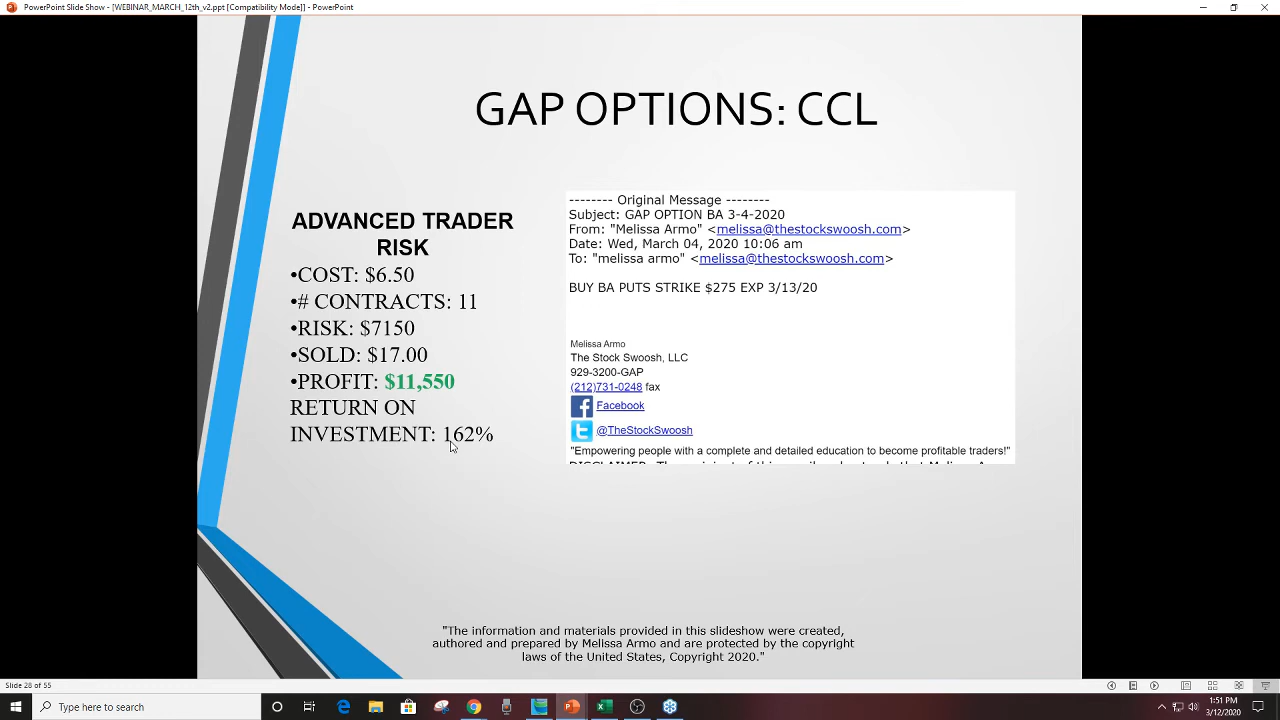 PowerPoint Slide Show - [WEBINAR_MARCH_12th_v2.ppt [Compatibility Mode]] - PowerPoint
GAP OPTIONS: CCL
ADVANCED TRADER
RISK
•COST: $6.50
•# CONTRACTS: 11
•RISK: $7150
•SOLD: $17.00
•PROFIT: $11,550
RETURN ON
INVESTMENT: 162%
-------- Original Message --------
Subject: GAP OPTION BA 3-4-2020
From: "Melissa Armo" <melissa@thestockswoosh.com>
Date: Wed, March 04, 2020 10:06 am
To: "melissa armo" <melissa@thestockswoosh.com>
BUY BA PUTS STRIKE $275 EXP 3/13/20
Melissa Armo
The Stock Swoosh, LLC
929-3200-GAP
(212)731-0248 fax
Facebook
@TheStockSwoosh
"Empowering people with a complete and detailed education to become profitable traders!"
"The information and materials provided in this slideshow were created,
authored and prepared by Melissa Armo and are protected by the copyright
laws of the United States, Copyright 2020."
Slide 28 of 55
Type here to search
1:51 PM
3/12/2020